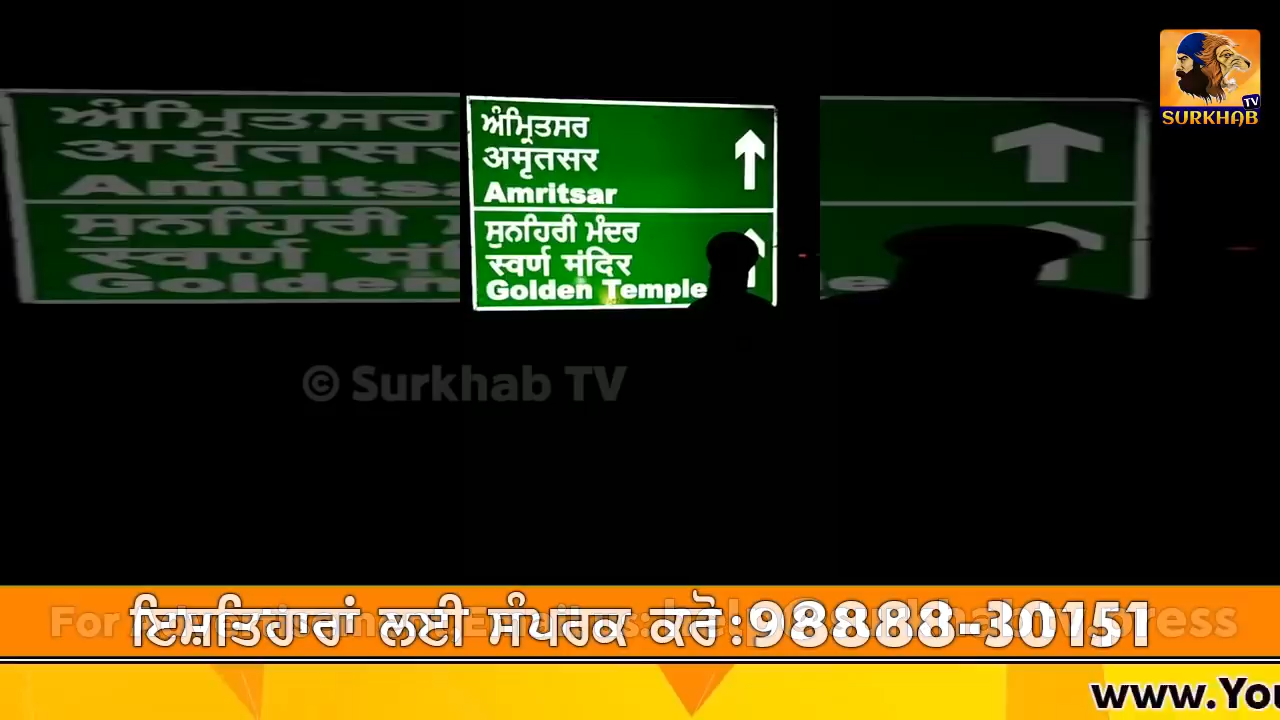 TV
SURKHAB
ਅੰਮ੍ਰਿਤਸਰ
अमृतसर
Amritsar
ਸੁਨਹਿਰੀ ਮੰਦਰ
स्वर्ण मंदिर
Golden Temple
© Surkhab TV
ਇਸ਼ਤਿਹਾਰਾਂ ਲਈ ਸੰਪਰਕ ਕਰੋ:98888-30151
www.You